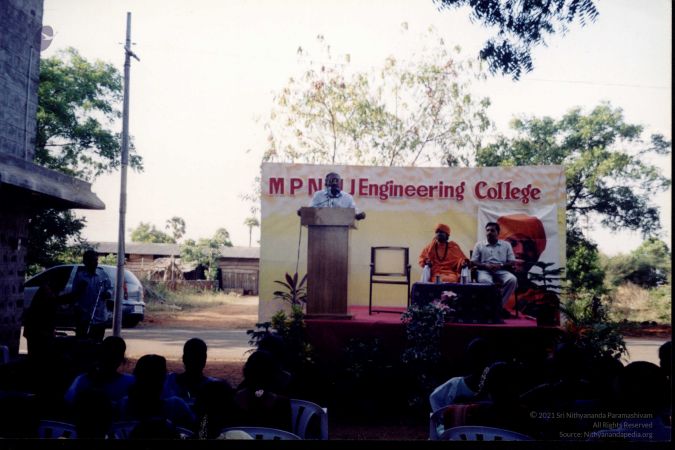 M P N M J Engineering College
© 2021 Sri Nithyananda Paramashivam
All Rights Reserved
Source: Nithyanandapedia.org